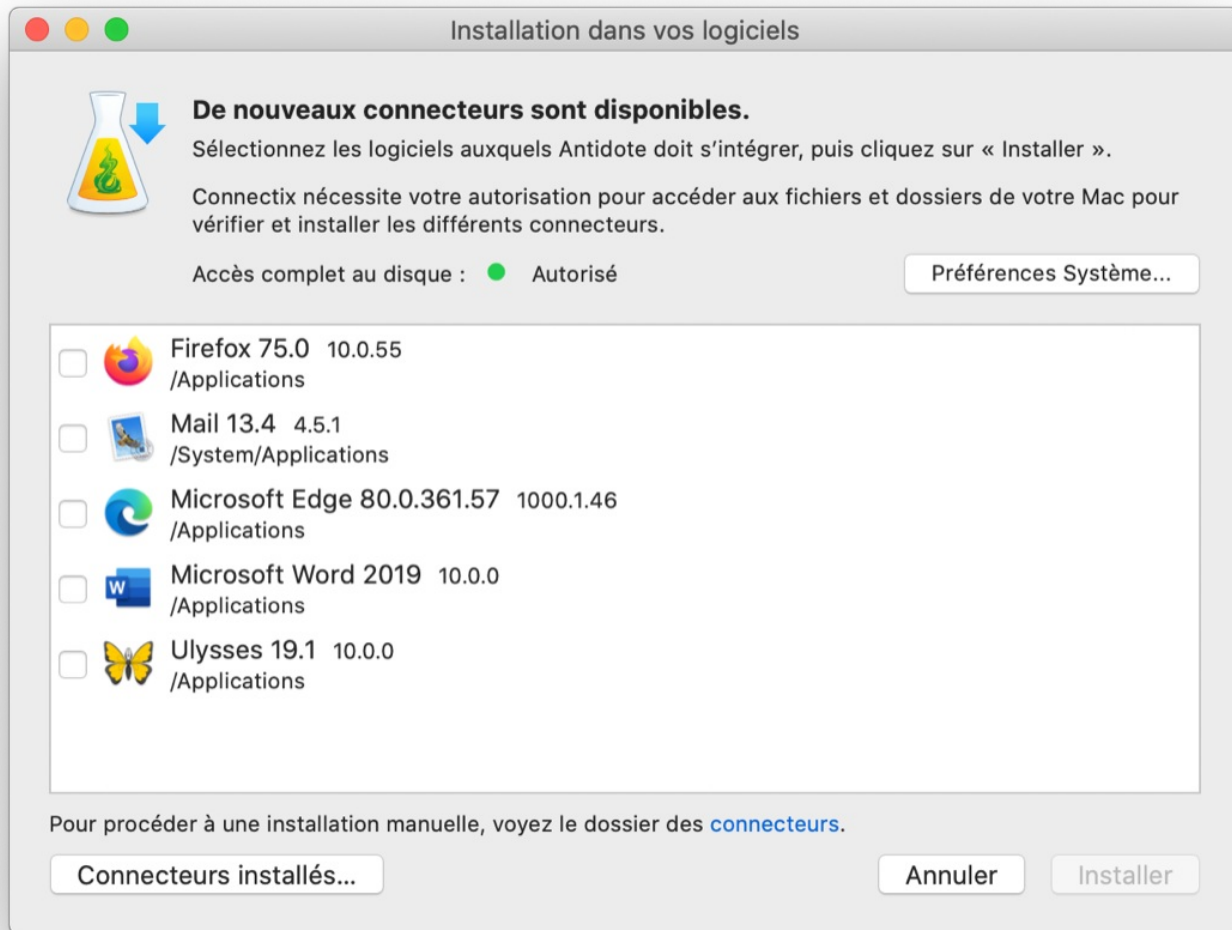 Installation dans vos logiciels
De nouveaux connecteurs sont disponibles.
Sélectionnez les logiciels auxquels Antidote doit s’intégrer, puis cliquez sur « Installer ».
Connectix nécessite votre autorisation pour accéder aux fichiers et dossiers de votre Mac pour
vérifier et installer les différents connecteurs.
Accès complet au disque : Autorisé
Préférences Système...
Firefox 75.0 10.0.55
/Applications
Mail 13.4 4.5.1
/System/Applications
Microsoft Edge 80.0.361.57 1000.1.46
/Applications
W
Microsoft Word 2019 10.0.0
/Applications
Ulysses 19.1 10.0.0
/Applications
Pour procéder à une installation manuelle, voyez le dossier des connecteurs.
Connecteurs installés...
Annuler
Installer